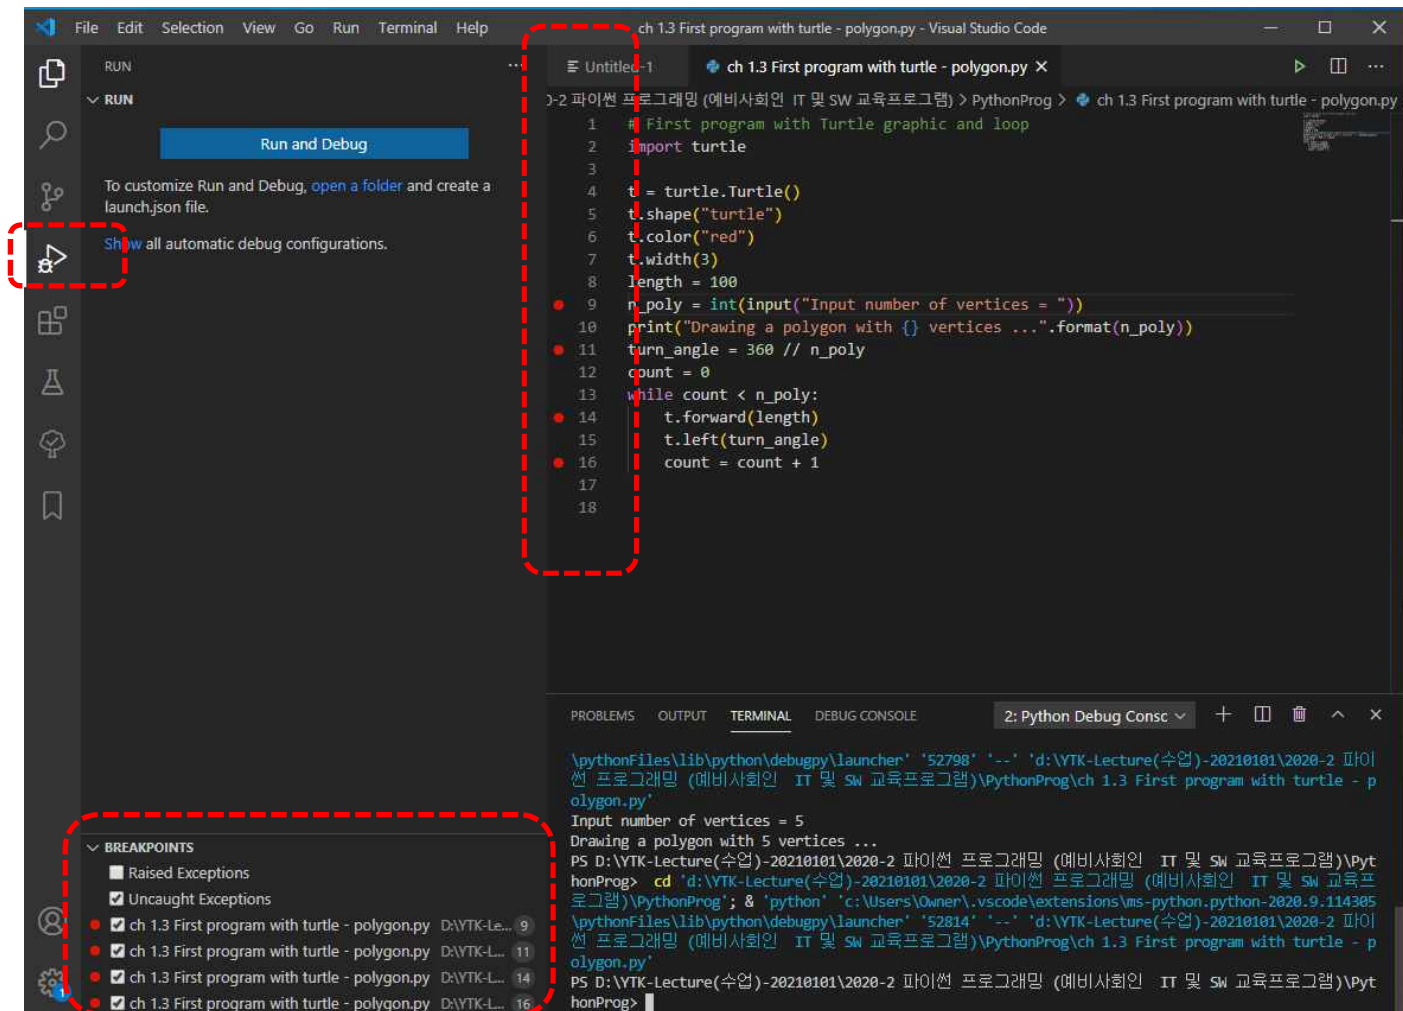 File Edit Selection View Go Run Terminal Help ch 1.3 First program with turtle - polygon.py - Visual Studio Code
RUN ...
RUN
Run and Debug
To customize Run and Debug, open a folder and create a
launch.json file.
Show all automatic debug configurations.
Untitled-1 ch 1.3 First program with turtle - polygon.py
)-2 파이썬 프로그래밍 (예비사회인 IT 및 SW 교육프로그램) > PythonProg > ch 1.3 First program with turtle - polygon.py
1 # First program with Turtle graphic and loop
2 import turtle
3
4 t = turtle.Turtle()
5 t.shape("turtle")
6 t.color("red")
7 t.width(3)
8 length = 100
9 n_poly = int(input("Input number of vertices = "))
10 print("Drawing a polygon with {} vertices ...".format(n_poly))
11 turn_angle = 360 // n_poly
12 count = 0
13 while count < n_poly:
14 t.forward(length)
15 t.left(turn_angle)
16 count = count + 1
17
18
PROBLEMS OUTPUT TERMINAL DEBUG CONSOLE 2: Python Debug Consc
\pythonFiles\lib\python\debugpy\launcher' '52798' '--' 'd:\YTK-Lecture(수업)-20210101\2020-2 파이
썬 프로그래밍 (예비사회인 IT 및 SW 교육프로그램)\PythonProg\ch 1.3 First program with turtle - p
olygon.py'
Input number of vertices = 5
Drawing a polygon with 5 vertices ...
PS D:\YTK-Lecture(수업)-20210101\2020-2 파이썬 프로그래밍 (예비사회인 IT 및 SW 교육프로그램)\Pyt
honProg> cd 'd:\YTK-Lecture(수업)-20210101\2020-2 파이썬 프로그래밍 (예비사회인 IT 및 SW 교육프
로그램)\PythonProg'; & 'python' 'c:\Users\Owner\.vscode\extensions\ms-python.python-2020.9.114305
\pythonFiles\lib\python\debugpy\launcher' '52814' '--' 'd:\YTK-Lecture(수업)-20210101\2020-2 파이
썬 프로그래밍 (예비사회인 IT 및 SW 교육프로그램)\PythonProg\ch 1.3 First program with turtle - p
olygon.py'
PS D:\YTK-Lecture(수업)-20210101\2020-2 파이썬 프로그래밍 (예비사회인 IT 및 SW 교육프로그램)\Pyt
honProg>
BREAKPOINTS
Raised Exceptions
Uncaught Exceptions
ch 1.3 First program with turtle - polygon.py D:\YTK-Le... 9
ch 1.3 First program with turtle - polygon.py D:\YTK-L... 11
ch 1.3 First program with turtle - polygon.py D:\YTK-L... 14
ch 1.3 First program with turtle - polygon.py D:\YTK-L... 16
1